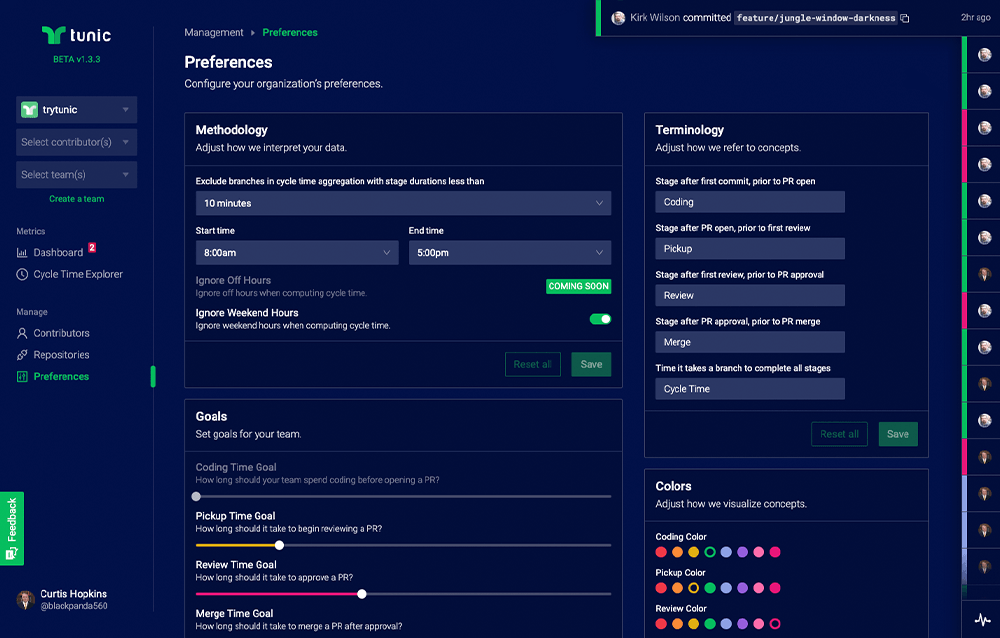 tunic
BETA v1.3.3
trytunic
Select contributor(s)
Select team(s)
Create a team
Metrics
Dashboard 2
Cycle Time Explorer
Manage
Contributors
Repositories
Preferences
Feedback
Curtis Hopkins
@blackpanda560
Management Preferences
Preferences
Configure your organization's preferences.
Kirk Wilson committed feature/jungle-window-darkness
2hr ago
Methodology
Adjust how we interpret your data.
Exclude branches in cycle time aggregation with stage durations less than
10 minutes
Start time End time
8:00am 5:00pm
Ignore Off Hours
Ignore off hours when computing cycle time.
COMING SOON
Ignore Weekend Hours
Ignore weekend hours when computing cycle time.
Reset all Save
Goals
Set goals for your team.
Coding Time Goal
How long should your team spend coding before opening a PR?
Pickup Time Goal
How long should it take to begin reviewing a PR?
Review Time Goal
How long should it take to approve a PR?
Merge Time Goal
How long should it take to merge a PR after approval?
Terminology
Adjust how we refer to concepts.
Stage after first commit, prior to PR open
Coding
Stage after PR open, prior to first review
Pickup
Stage after first review, prior to PR approval
Review
Stage after PR approval, prior to PR merge
Merge
Time it takes a branch to complete all stages
Cycle Time
Reset all Save
Colors
Adjust how we visualize concepts.
Coding Color
Pickup Color
Review Color